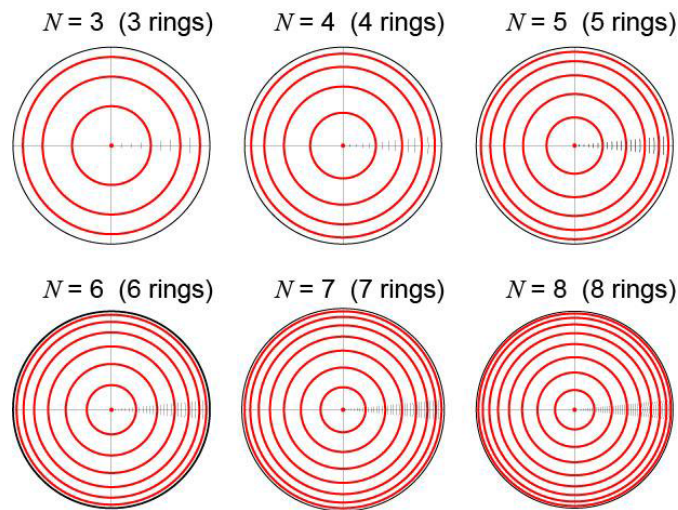 N = 3 (3 rings)
N = 4 (4 rings)
N = 5 (5 rings)
N = 6 (6 rings)
N = 7 (7 rings)
N = 8 (8 rings)